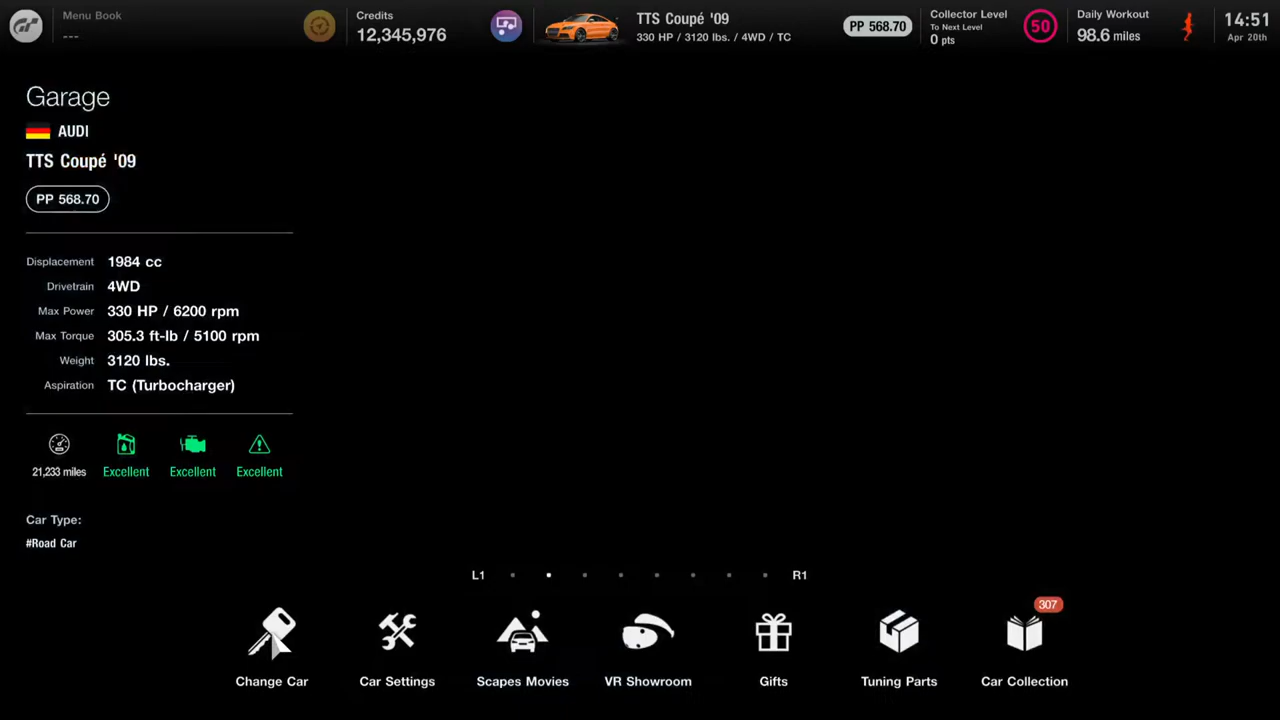 Menu Book
---
Credits
12,345,976
TTS Coupé '09
330 HP / 3120 lbs. / 4WD / TC
PP 568.70
Collector Level
To Next Level
0 pts
50
Daily Workout
98.6 miles
14:51
Apr 20th
Garage
AUDI
TTS Coupé '09
PP 568.70
Displacement 1984 cc
Drivetrain 4WD
Max Power 330 HP / 6200 rpm
Max Torque 305.3 ft-lb / 5100 rpm
Weight 3120 lbs.
Aspiration TC (Turbocharger)
21,233 miles Excellent Excellent Excellent
Car Type:
#Road Car
L1 R1
307
Change Car Car Settings Scapes Movies VR Showroom Gifts Tuning Parts Car Collection